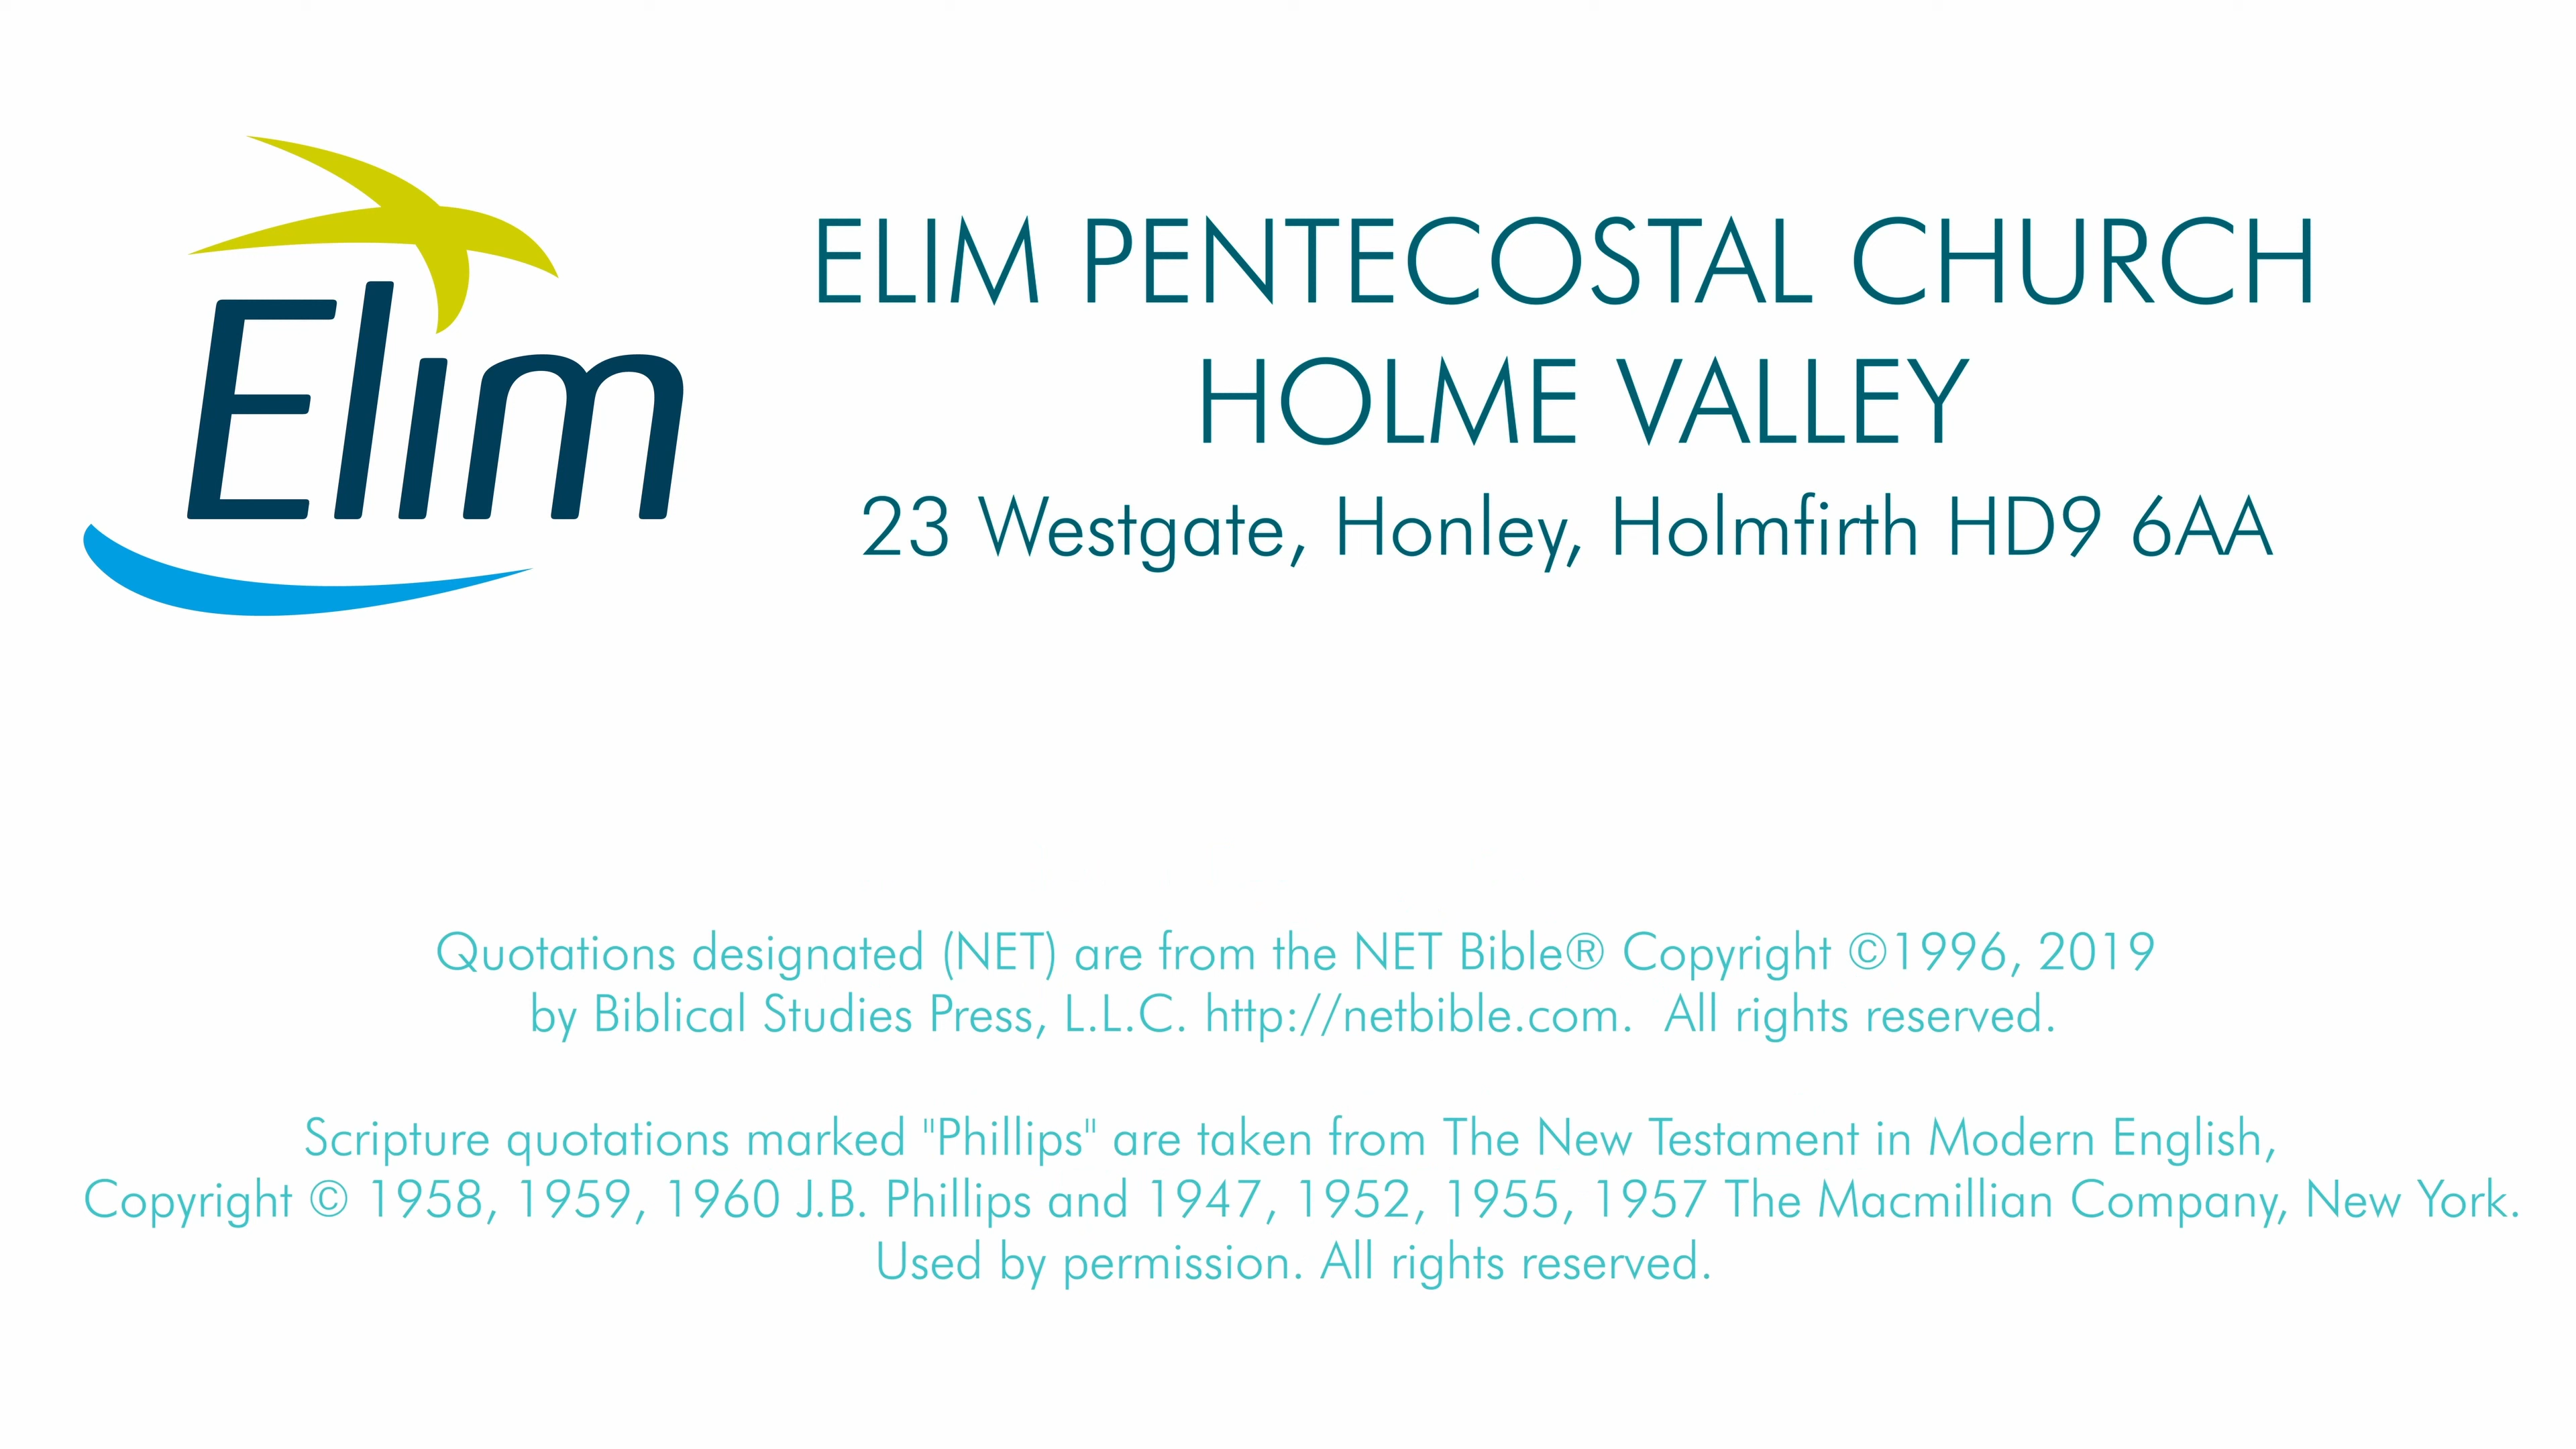 Elim
ELIM PENTECOSTAL CHURCH
HOLME VALLEY
23 Westgate, Honley, Holmfirth HD9 6AA
Quotations designated (NET) are from the NET Bible® Copyright ©1996, 2019
by Biblical Studies Press, L.L.C. http://netbible.com.  All rights reserved.
Scripture quotations marked "Phillips" are taken from The New Testament in Modern English,
Copyright © 1958, 1959, 1960 J.B. Phillips and 1947, 1952, 1955, 1957 The Macmillian Company, New York.
Used by permission. All rights reserved.